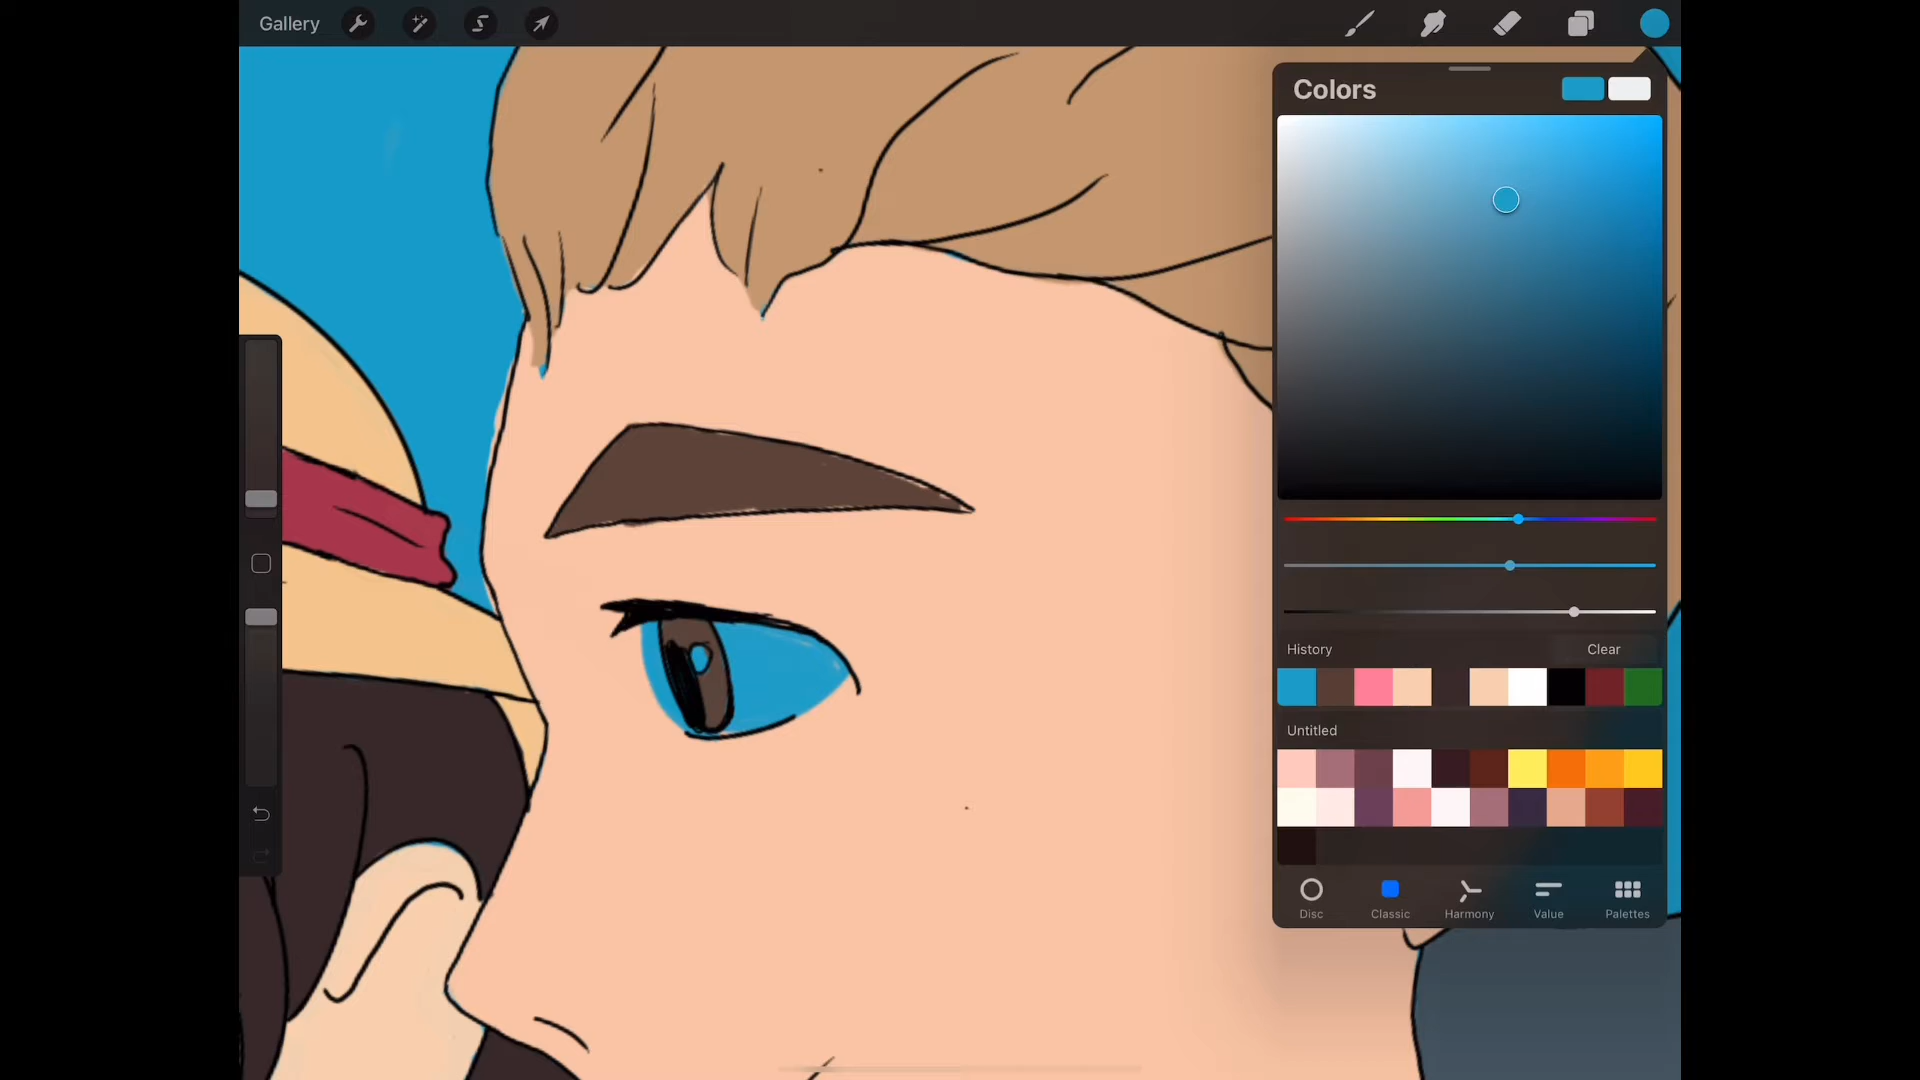 Gallery
Colors
History
Clear
Untitled
Disc
Classic
Harmony
Value
Palettes